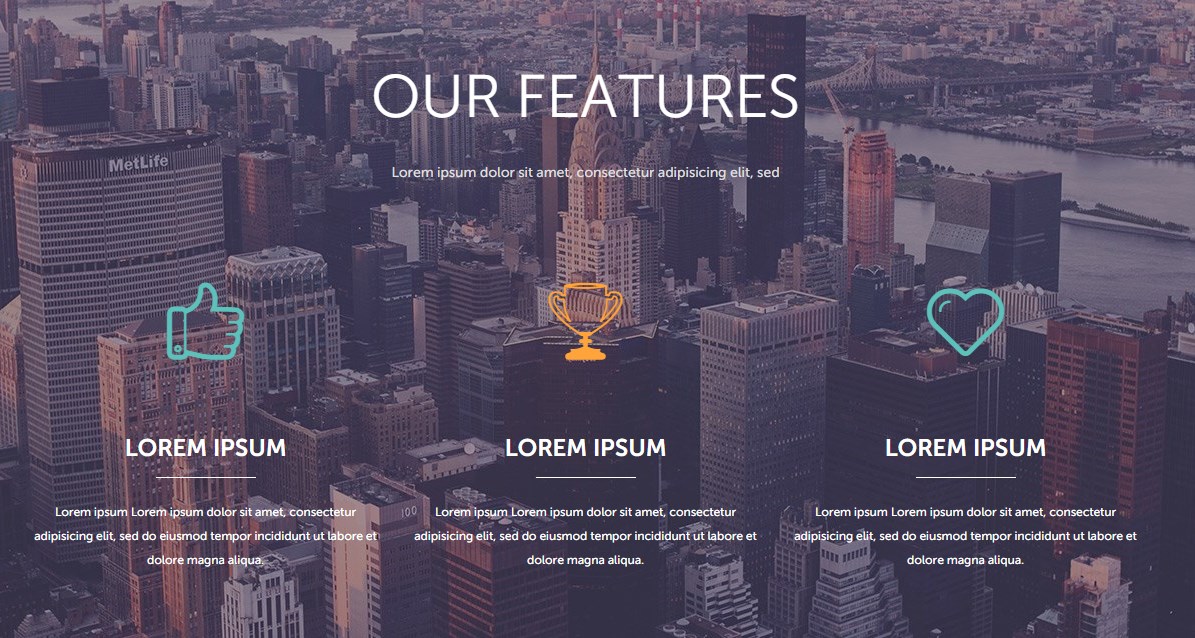 OUR FEATURES
Lorem ipsum dolor sit amet, consectetur adipisicing elit, sed
MetLife
LOREM IPSUM
Lorem ipsum Lorem ipsum dolor sit amet, consectetur
adipisicing elit, sed do eiusmod tempor incididunt ut labore et
dolore magna aliqua.
LOREM IPSUM
Lorem ipsum Lorem ipsum dolor sit amet, consectetur
adipisicing elit, sed do eiusmod tempor incididunt ut labore et
dolore magna aliqua.
LOREM IPSUM
Lorem ipsum Lorem ipsum dolor sit amet, consectetur
adipisicing elit, sed do eiusmod tempor incididunt ut labore et
dolore magna aliqua.
100